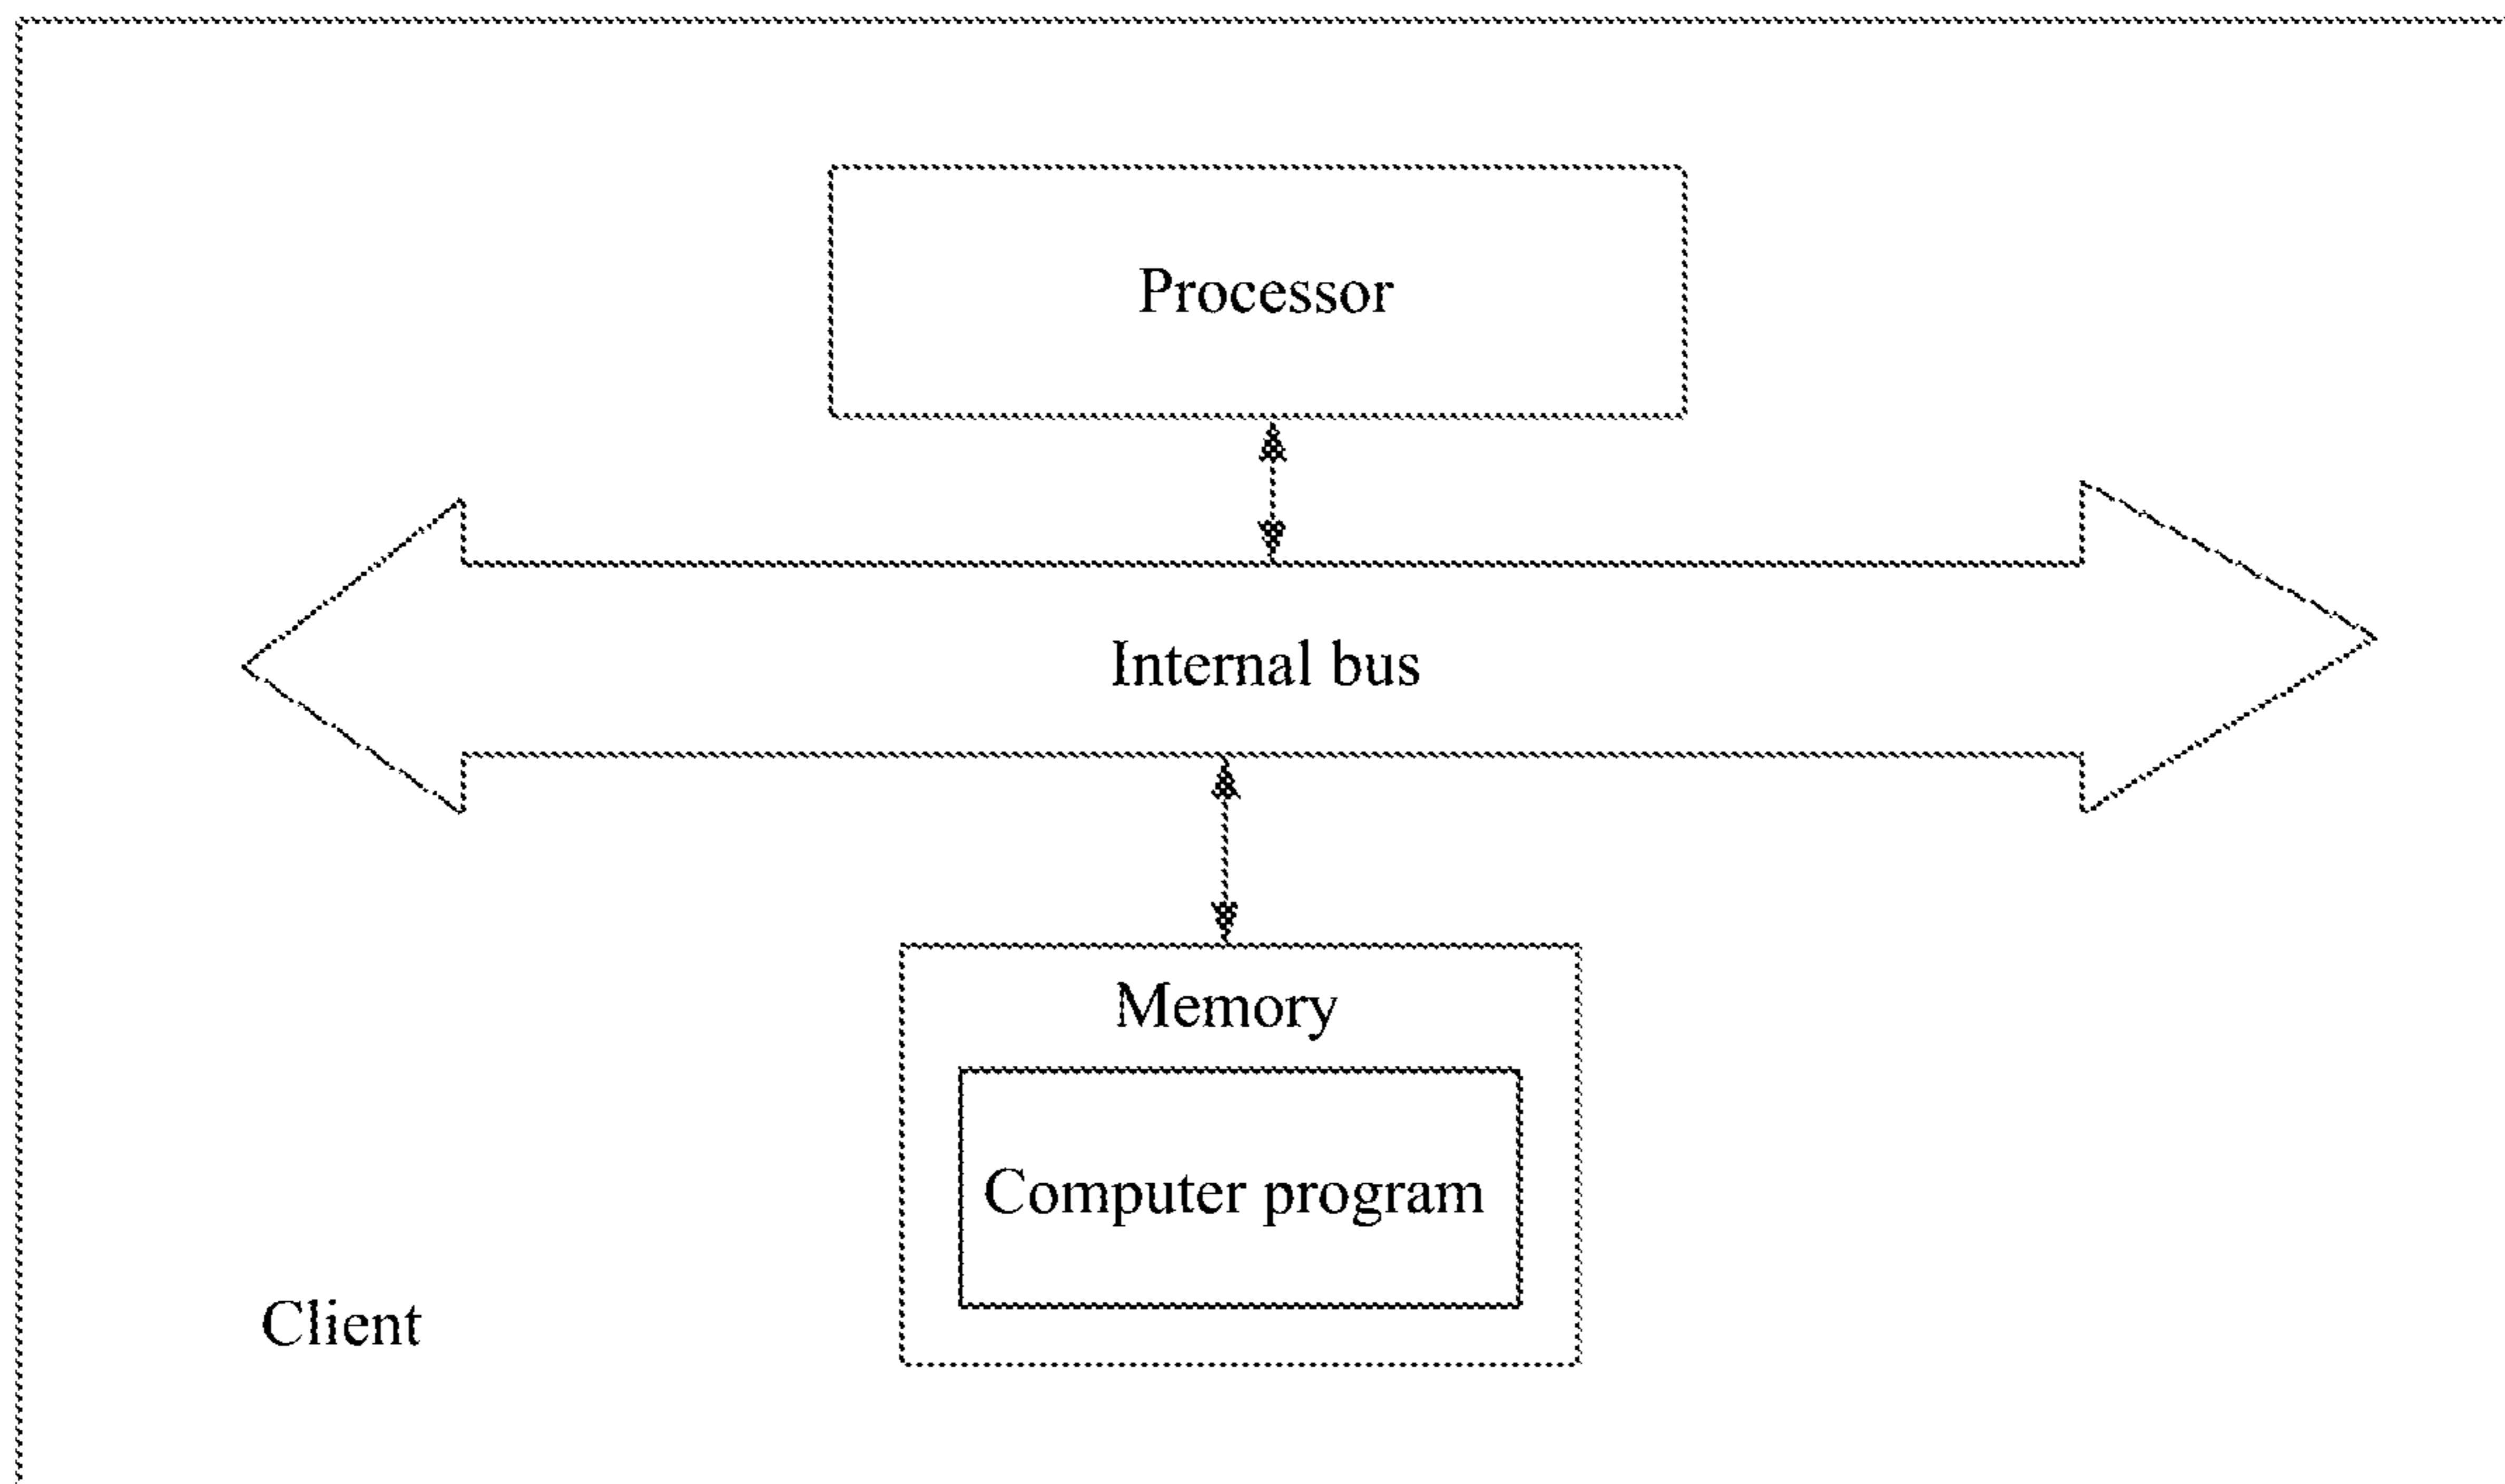 Processor
Internal bus
Memory
Computer program
Client